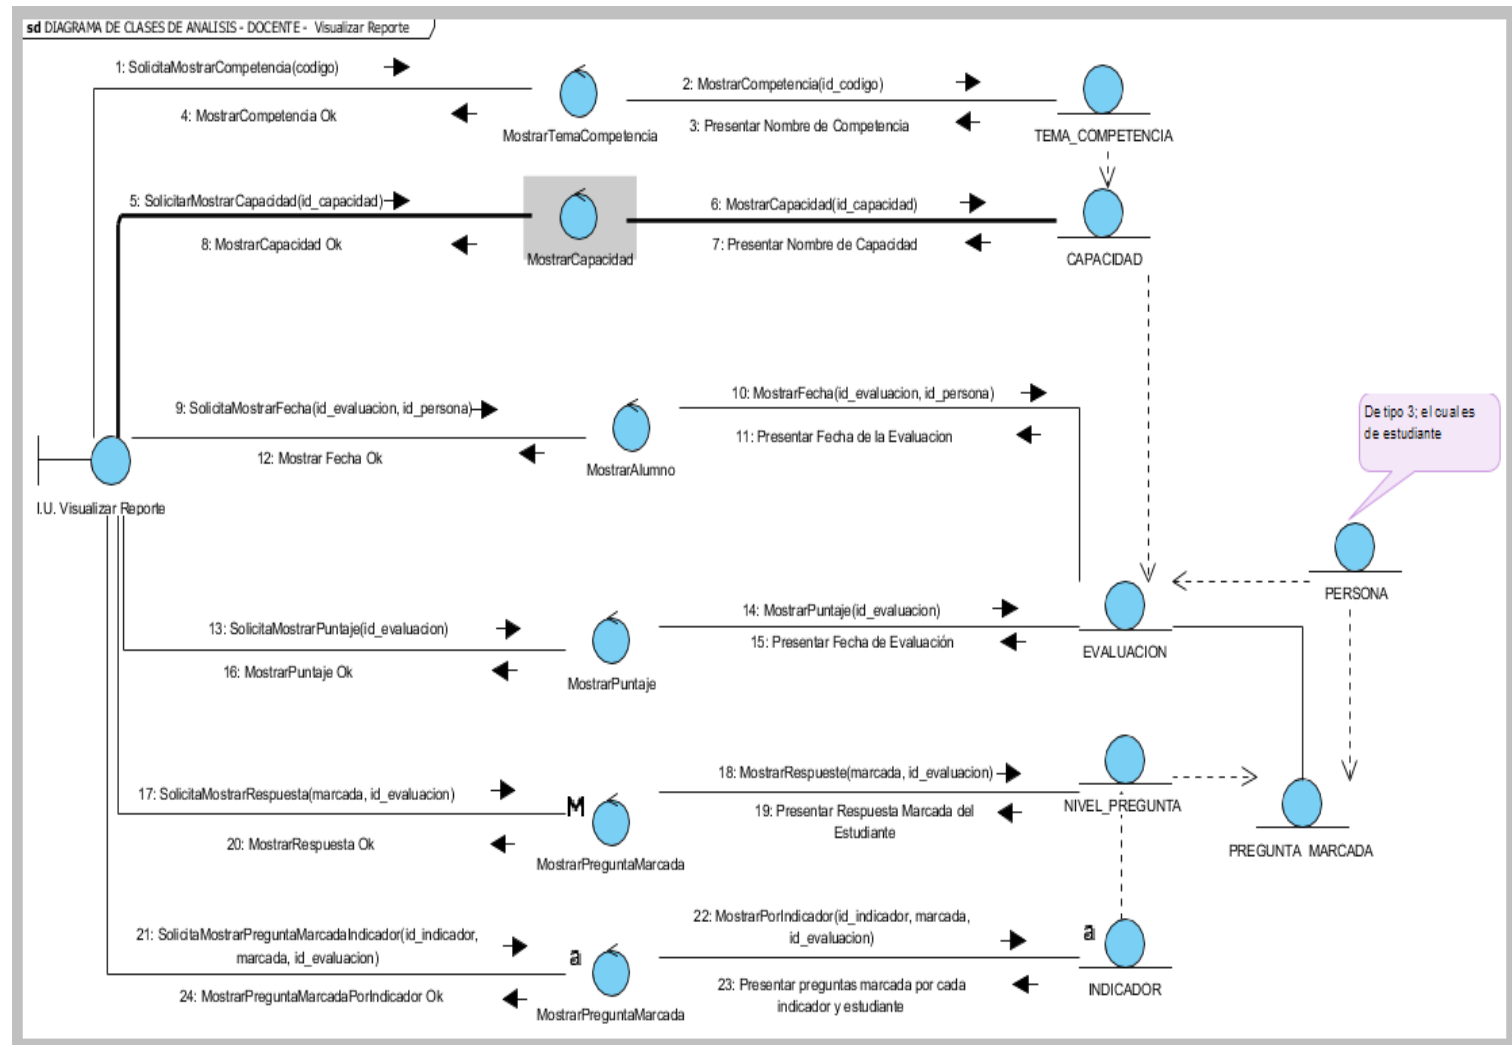 sd DIAGRAMA DE CLASES DE ANALISIS - DOCENTE - Visualizar Reporte
1: SolicitaMostrarCompetencia(codigo)
2: MostrarCompetencia(id_codigo)
4: MostrarCompetencia Ok
3: Presentar Nombre de Competencia
MostrarTemaCompetencia
TEMA_COMPETENCIA
5: SolicitarMostrarCapacidad(id_capacidad)
6: MostrarCapacidad(id_capacidad)
8: MostrarCapacidad Ok
7: Presentar Nombre de Capacidad
MostrarCapacidad
CAPACIDAD
9: SolicitaMostrarFecha(id_evaluacion, id_persona)
10: MostrarFecha(id_evaluacion, id_persona)
11: Presentar Fecha de la Evaluacion
12: Mostrar Fecha Ok
MostrarAlumno
De tipo 3; el cual es
de estudiante
I.U. Visualizar Reporte
PERSONA
13: SolicitaMostrarPuntaje(id_evaluacion)
14: MostrarPuntaje(id_evaluacion)
15: Presentar Fecha de Evaluación
16: MostrarPuntaje Ok
MostrarPuntaje
EVALUACION
17: SolicitaMostrarRespuesta(marcada, id_evaluacion)
18: MostrarRespueste(marcada, id_evaluacion)
M
19: Presentar Respuesta Marcada del
Estudiante
20: MostrarRespuesta Ok
MostrarPreguntaMarcada
NIVEL_PREGUNTA
PREGUNTA MARCADA
21: SolicitaMostrarPreguntaMarcadaIndicador(id_indicador,
marcada, id_evaluacion)
22: MostrarPorIndicador(id_indicador, marcada,
id_evaluacion)
a
a
23: Presentar preguntas marcada por cada
indicador y estudiante
24: MostrarPreguntaMarcadaPorIndicador Ok
MostrarPreguntaMarcada
INDICADOR